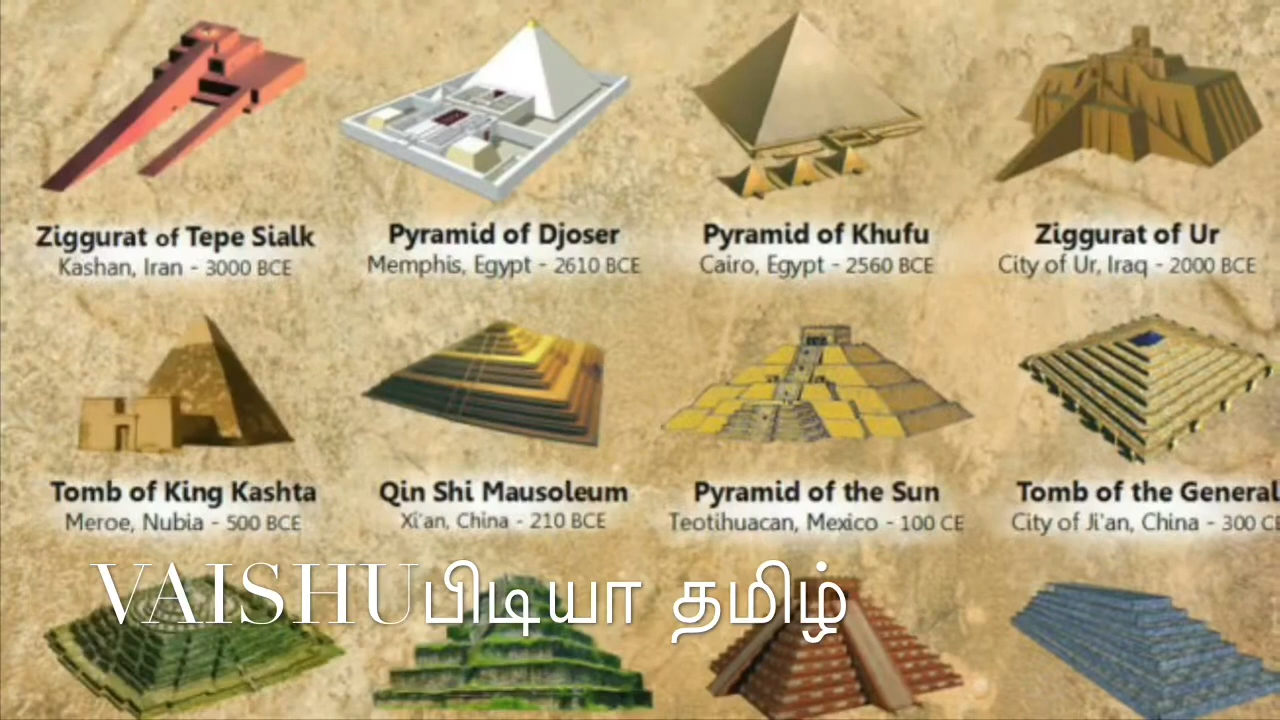 Ziggurat of Tepe Sialk
Kashan, Iran - 3000 BCE
Pyramid of Djoser
Memphis, Egypt - 2610 BCE
Pyramid of Khufu
Cairo, Egypt - 2560 BCE
Ziggurat of Ur
City of Ur, Iraq - 2000 BCE
Tomb of King Kashta
Meroe, Nubia - 500 BCE
Qin Shi Mausoleum
Xi'an, China - 210 BCE
Pyramid of the Sun
Teotihuacan, Mexico - 100 CE
Tomb of the General
City of Ji'an, China - 300 CE
VAISHUபிடியா தமிழ்